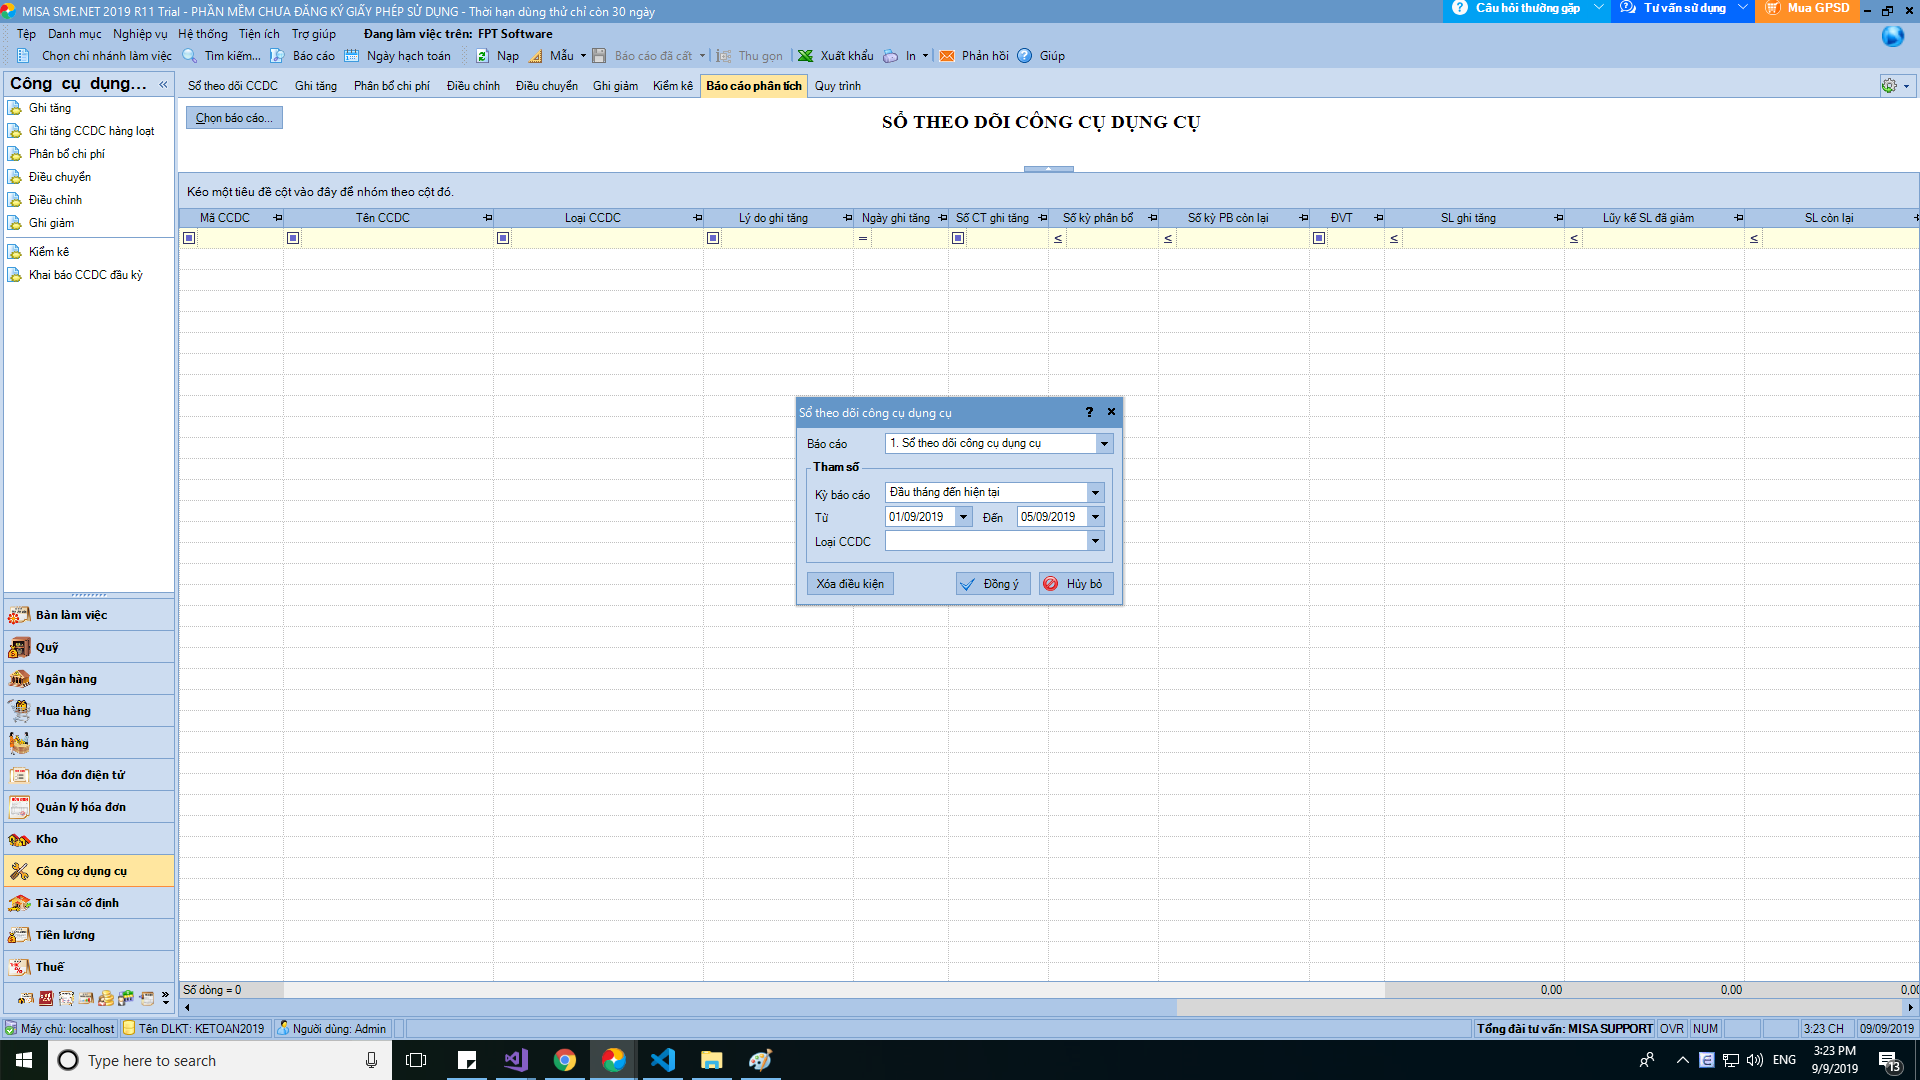 MISA SME.NET 2019 R11 Trial - PHẦN MỀM CHƯA ĐĂNG KÝ GIẤY PHÉP SỬ DỤNG - Thời hạn dùng thử chỉ còn 30 ngày
Câu hỏi thường gặp
Tư vấn sử dụng
Mua GPSD
Tệp Danh mục Nghiệp vụ Hệ thống Tiện ích Trợ giúp Đang làm việc trên: FPT Software
Chọn chi nhánh làm việc Tìm kiếm... Báo cáo Ngày hạch toán Nạp Mẫu Báo cáo đã cất Thu gọn Xuất khẩu In Phản hồi Giúp
Công cụ dụng...
Sổ theo dõi CCDC Ghi tăng Phân bổ chi phí Điều chỉnh Điều chuyển Ghi giảm Kiểm kê Báo cáo phân tích Quy trình
Ghi tăng
Ghi tăng CCDC hàng loạt
Phân bổ chi phí
Điều chuyển
Điều chỉnh
Ghi giảm
Kiểm kê
Khai báo CCDC đầu kỳ
Chọn báo cáo...
SỔ THEO DÕI CÔNG CỤ DỤNG CỤ
Kéo một tiêu đề cột vào đây để nhóm theo cột đó.
Mã CCDC Tên CCDC Loại CCDC Lý do ghi tăng Ngày ghi tăng Số CT ghi tăng Số kỳ phân bổ Số kỳ PB còn lại ĐVT SL ghi tăng Lũy kế SL đã giảm SL còn lại
= ≤ ≤ ≤ ≤ ≤
Sổ theo dõi công cụ dụng cụ ?
Báo cáo 1. Sổ theo dõi công cụ dụng cụ
Tham số
Kỳ báo cáo Đầu tháng đến hiện tại
Từ 01/09/2019 Đến 05/09/2019
Loại CCDC
Xóa điều kiện Đồng ý Hủy bỏ
Bàn làm việc
Quỹ
Ngân hàng
Mua hàng
Bán hàng
Hóa đơn điện tử
Quản lý hóa đơn
Kho
Công cụ dụng cụ
Tài sản cố định
Tiền lương
Thuế
Số dòng = 0 0,00 0,00 0,00
Máy chủ: localhost Tên DLKT: KETOAN2019 Người dùng: Admin Tổng đài tư vấn: MISA SUPPORT OVR NUM 3:23 CH 09/09/2019
Type here to search
ENG
3:23 PM
9/9/2019
13